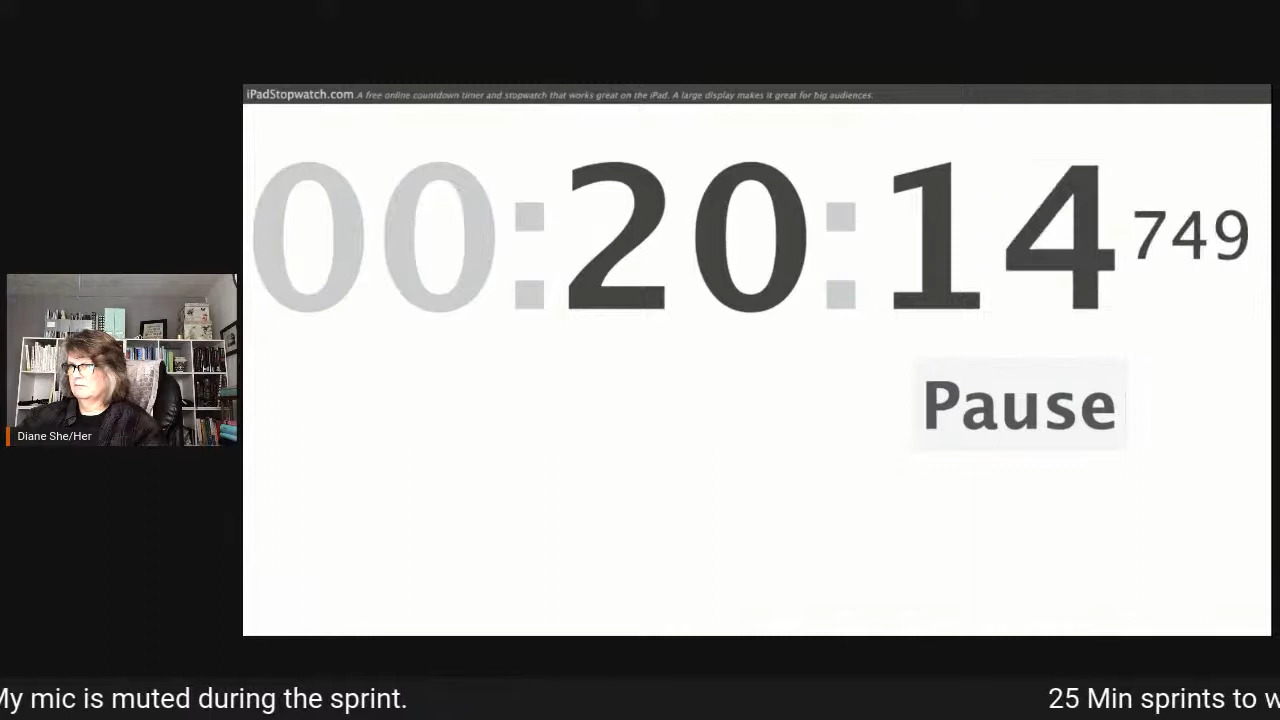 iPadStopwatch.com A free online countdown timer and stopwatch that works great on the iPad. A large display makes it great for big audiences.
00:20:14 749
Pause
Diane She/Her
My mic is muted during the sprint. 25 Min sprints to w